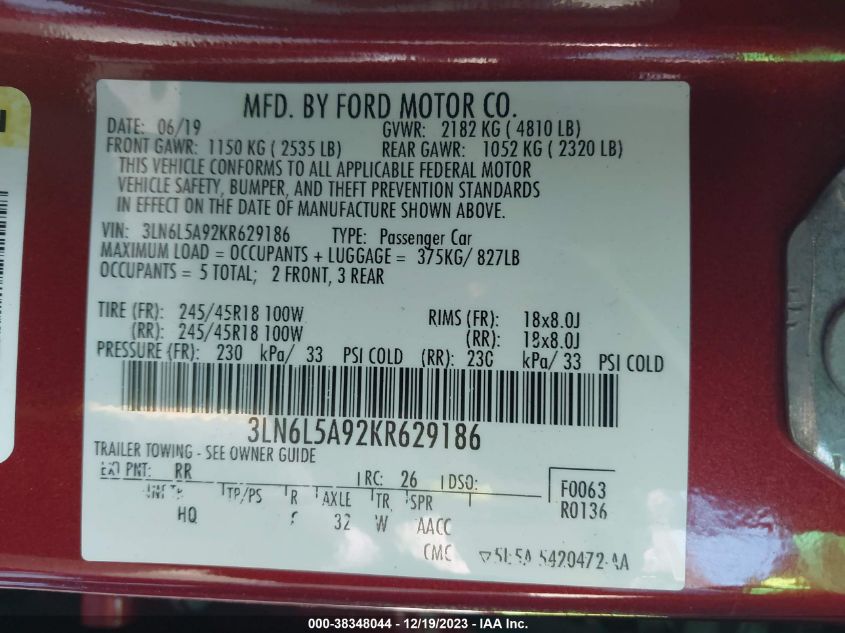 MFD. BY FORD MOTOR CO.
DATE: 06/19 GVWR: 2182 KG ( 4810 LB)
FRONT GAWR: 1150 KG ( 2535 LB) REAR GAWR: 1052 KG ( 2320 LB)
THIS VEHICLE CONFORMS TO ALL APPLICABLE FEDERAL MOTOR
VEHICLE SAFETY, BUMPER, AND THEFT PREVENTION STANDARDS
IN EFFECT ON THE DATE OF MANUFACTURE SHOWN ABOVE.
VIN: 3LN6L5A92KR629186 TYPE: Passenger Car
MAXIMUM LOAD = OCCUPANTS + LUGGAGE = 375KG/ 827LB
OCCUPANTS = 5 TOTAL; 2 FRONT, 3 REAR
TIRE (FR): 245/45R18 100W RIMS (FR): 18x8.0J
(RR): 245/45R18 100W (RR): 18x8.0J
PRESSURE (FR): 230 kPa/ 33 PSI COLD (RR): 230 kPa/ 33 PSI COLD
3LN6L5A92KR629186
TRAILER TOWING - SEE OWNER GUIDE
EXT PNT: RR RC: 26 DSO: F0063
TP/PS R AXLE TR SPR R0136
HQ 32 W AACC
CMC 5420472
000-38348044 - 12/19/2023 - IAA Inc.